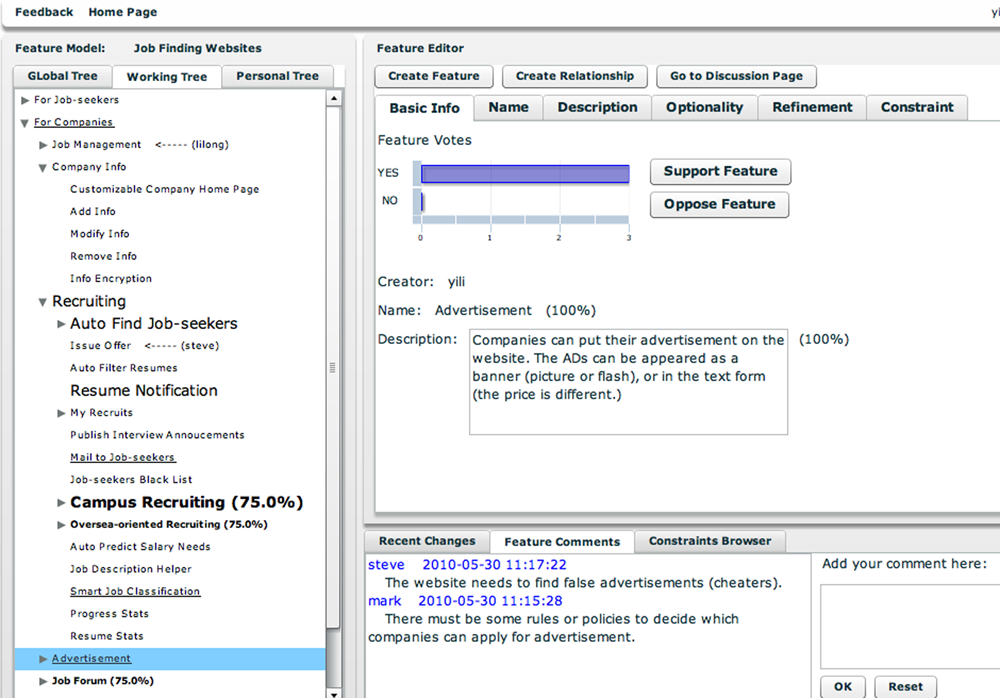 Feedback Home Page
Feature Model: Job Finding Websites
GLobal Tree Working Tree Personal Tree
For Job-seekers
For Companies
Job Management <----- (lilong)
Company Info
Customizable Company Home Page
Add Info
Modify Info
Remove Info
Info Encryption
Recruiting
Auto Find Job-seekers
Issue Offer <----- (steve)
Auto Filter Resumes
Resume Notification
My Recruits
Publish Interview Annoucements
Mail to Job-seekers
Job-seekers Black List
Campus Recruiting (75.0%)
Oversea-oriented Recruiting (75.0%)
Auto Predict Salary Needs
Job Description Helper
Smart Job Classification
Progress Stats
Resume Stats
Advertisement
Job Forum (75.0%)
Feature Editor
Create Feature Create Relationship Go to Discussion Page
Basic Info Name Description Optionality Refinement Constraint
Feature Votes
YES
NO
0 1 2 3
Support Feature
Oppose Feature
Creator: yili
Name: Advertisement (100%)
Description: Companies can put their advertisement on the (100%)
website. The ADs can be appeared as a
banner (picture or flash), or in the text form
(the price is different.)
Recent Changes Feature Comments Constraints Browser
steve 2010-05-30 11:17:22
The website needs to find false advertisements (cheaters).
mark 2010-05-30 11:15:28
There must be some rules or policies to decide which
companies can apply for advertisement.
Add your comment here:
OK Reset